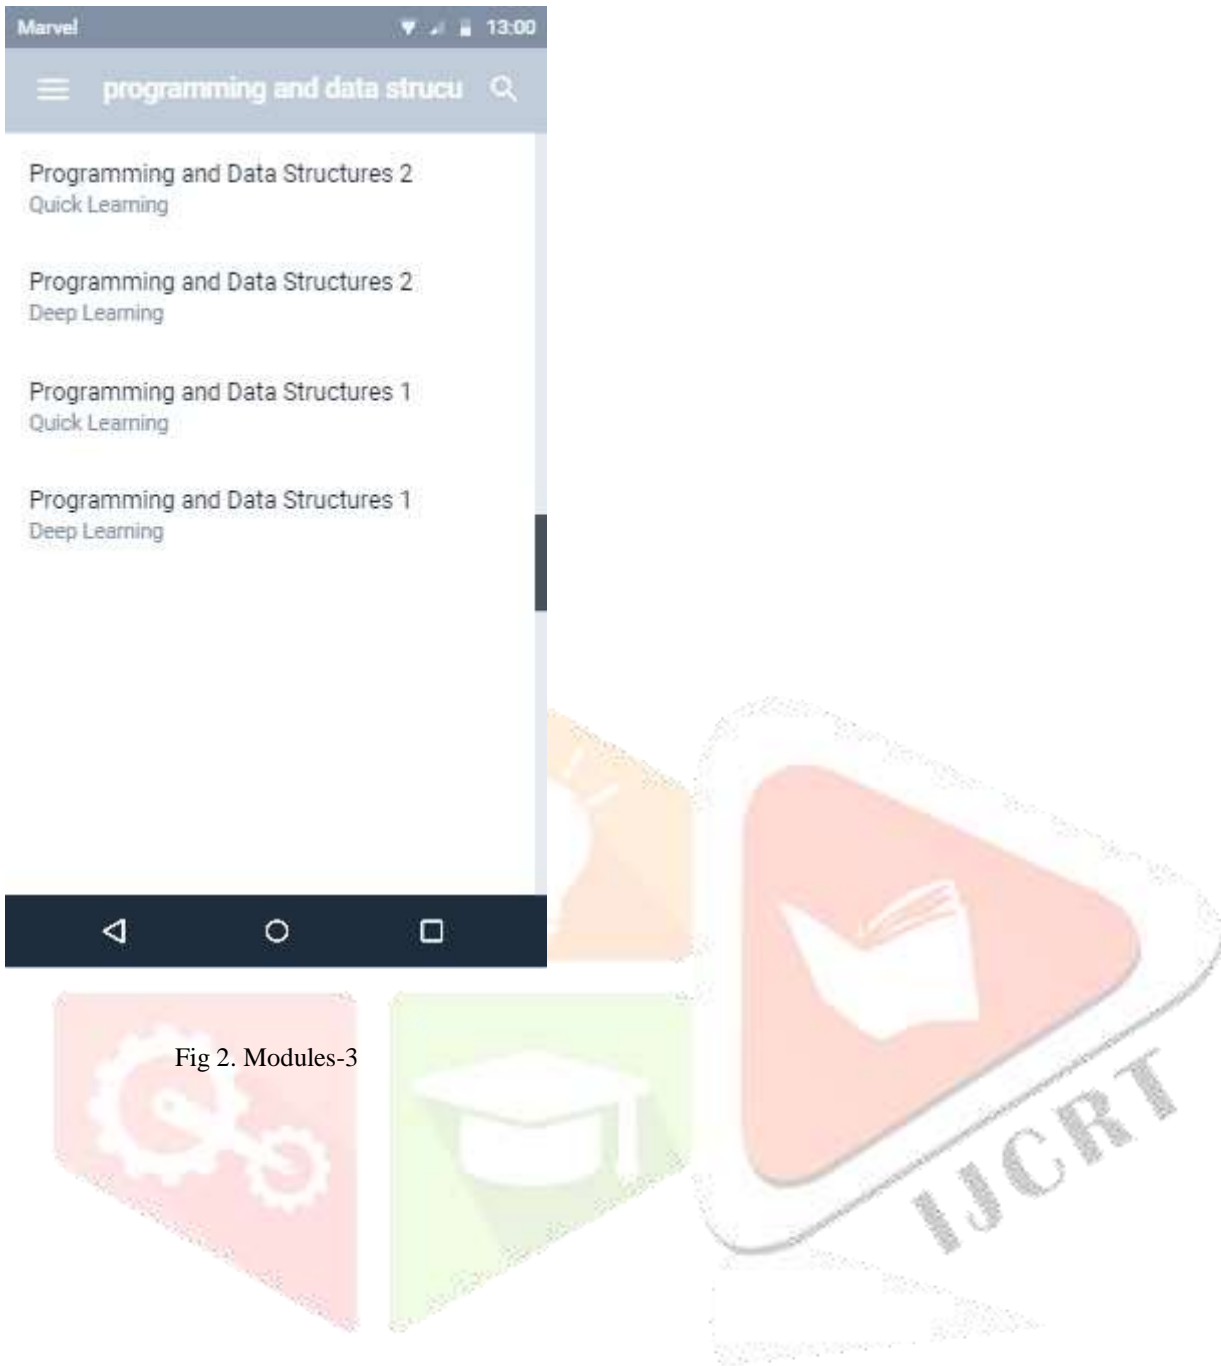 Marvel 13:00
programming and data strucu
Programming and Data Structures 2
Quick Learning
Programming and Data Structures 2
Deep Learning
Programming and Data Structures 1
Quick Learning
Programming and Data Structures 1
Deep Learning
Fig 2. Modules-3
IJCRT